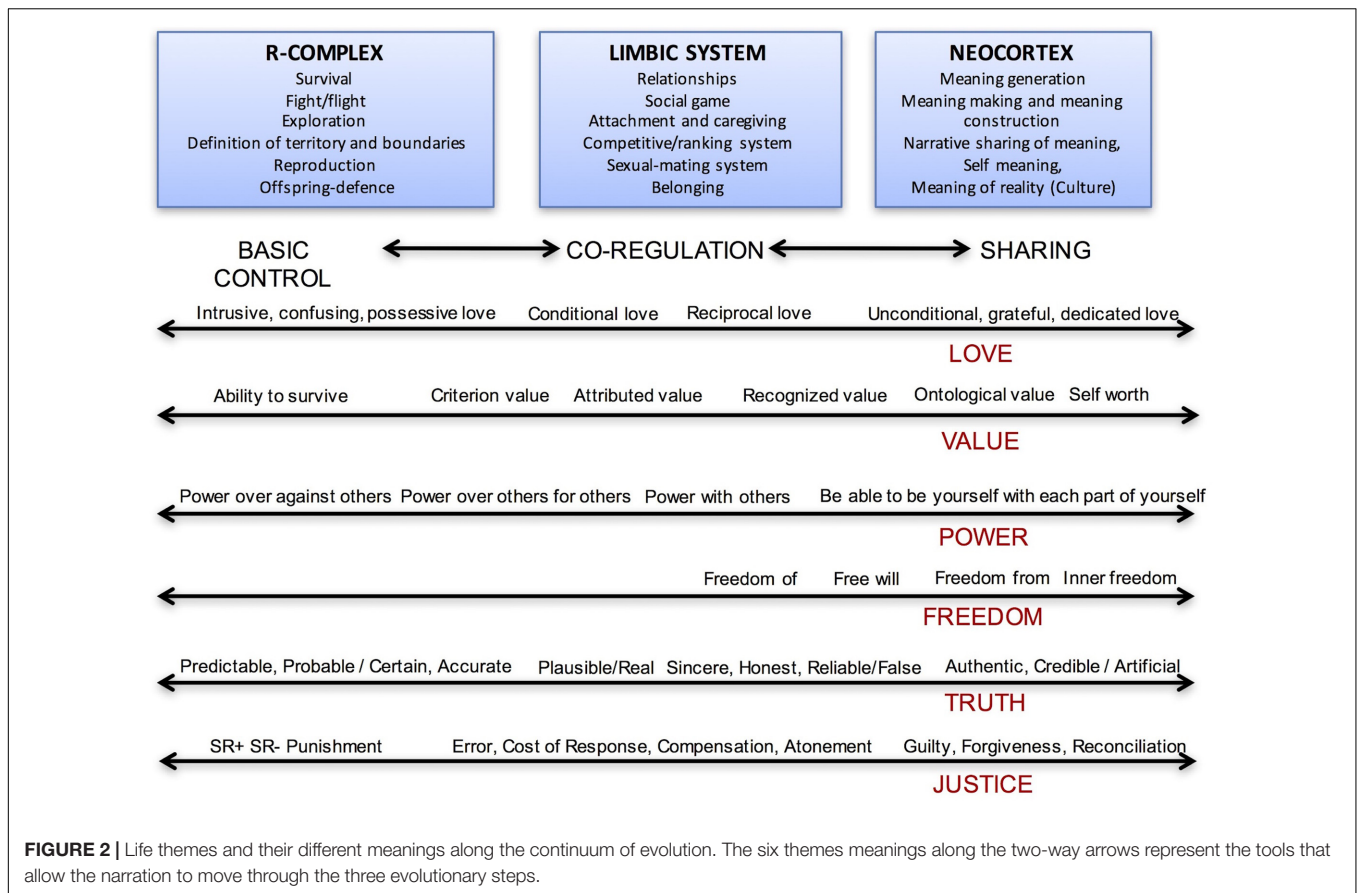 R-COMPLEX
Survival
Fight/flight
Exploration
Definition of territory and boundaries
Reproduction
Offspring-defence
LIMBIC SYSTEM
Relationships
Social game
Attachment and caregiving
Competitive/ranking system
Sexual-mating system
Belonging
NEOCORTEX
Meaning generation
Meaning making and meaning
construction
Narrative sharing of meaning,
Self meaning,
Meaning of reality (Culture)
BASIC
CONTROL
CO-REGULATION
SHARING
Intrusive, confusing, possessive love Conditional love Reciprocal love Unconditional, grateful, dedicated love
LOVE
Ability to survive Criterion value Attributed value Recognized value Ontological value Self worth
VALUE
Power over against others Power over others for others Power with others Be able to be yourself with each part of yourself
POWER
Freedom of Free will Freedom from Inner freedom
FREEDOM
Predictable, Probable / Certain, Accurate Plausible/Real Sincere, Honest, Reliable/False Authentic, Credible / Artificial
TRUTH
SR+ SR- Punishment Error, Cost of Response, Compensation, Atonement Guilty, Forgiveness, Reconciliation
JUSTICE
FIGURE 2 | Life themes and their different meanings along the continuum of evolution. The six themes meanings along the two-way arrows represent the tools that
allow the narration to move through the three evolutionary steps.